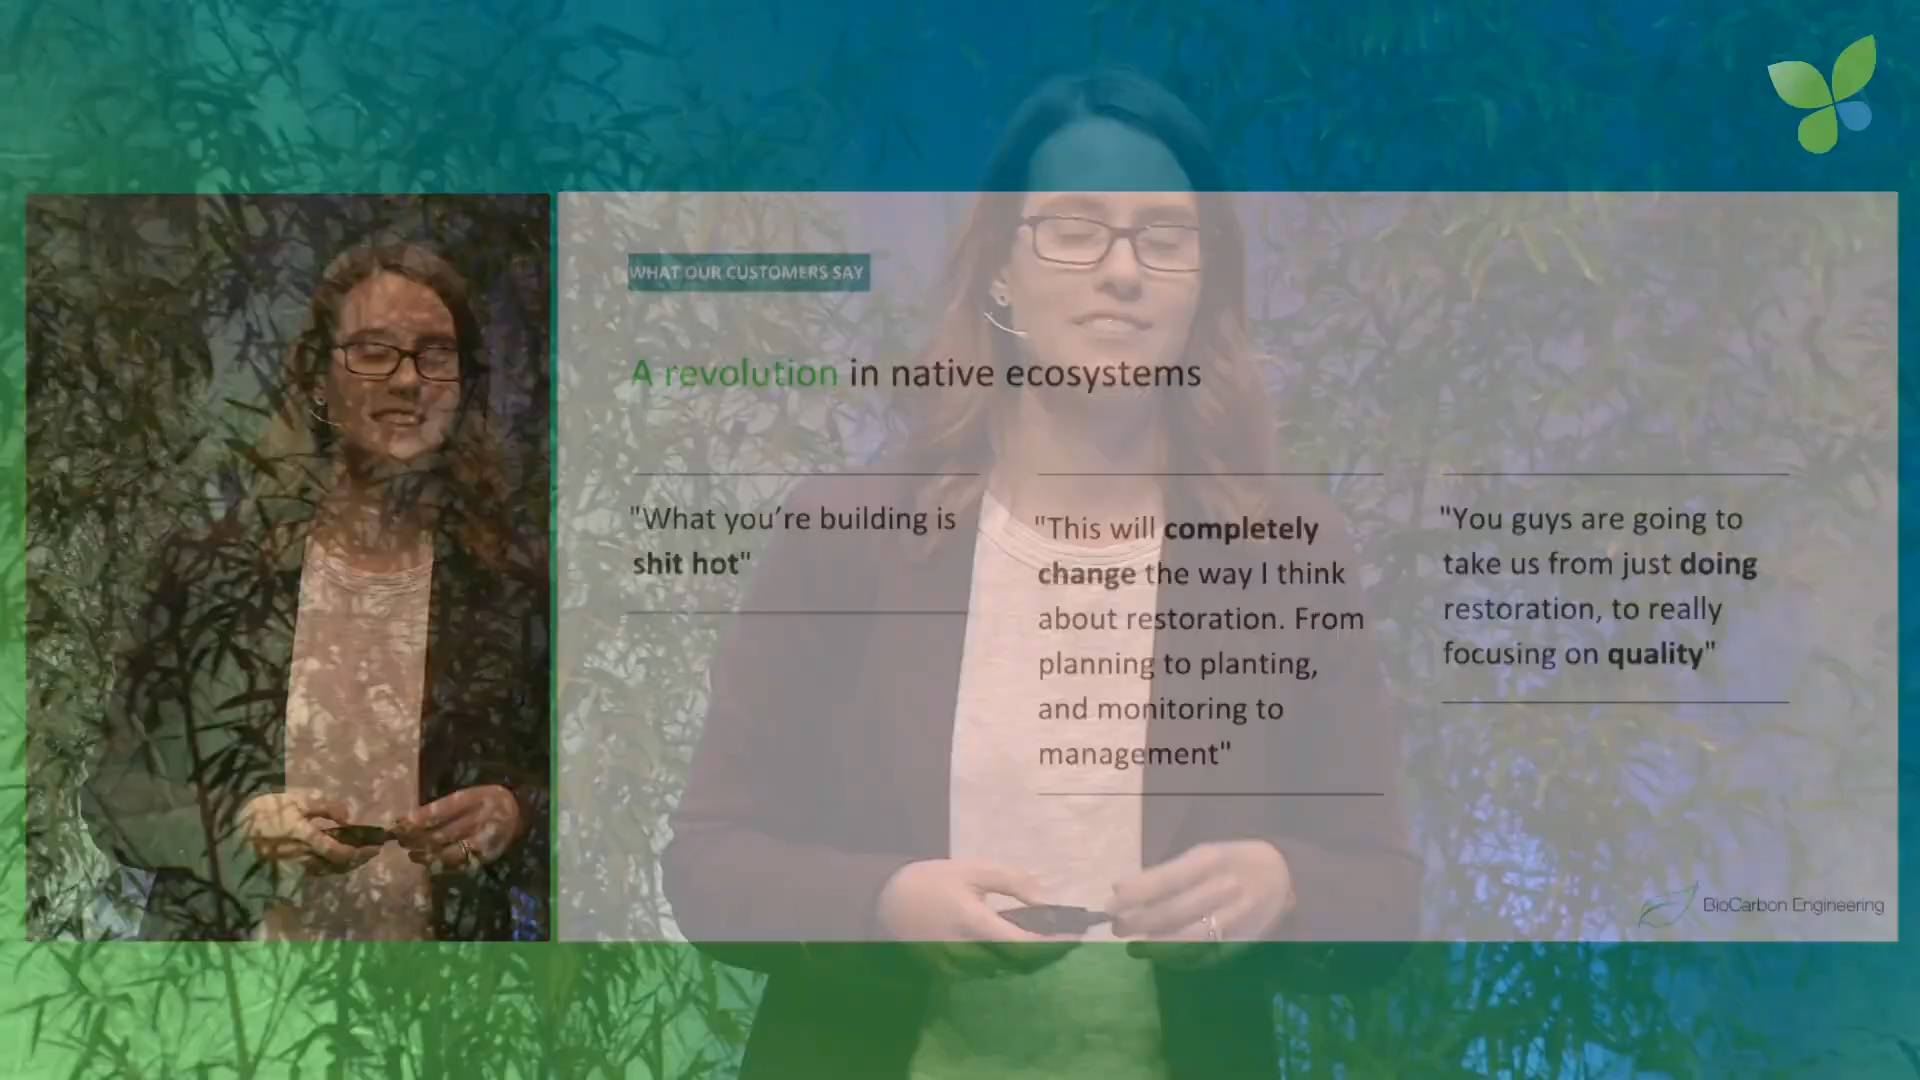 WHAT OUR CUSTOMERS SAY
A revolution in native ecosystems
"What you’re building is
shit hot"
"This will completely
change the way I think
about restoration. From
planning to planting,
and monitoring to
management"
"You guys are going to
take us from just doing
restoration, to really
focusing on quality"
BioCarbon Engineering